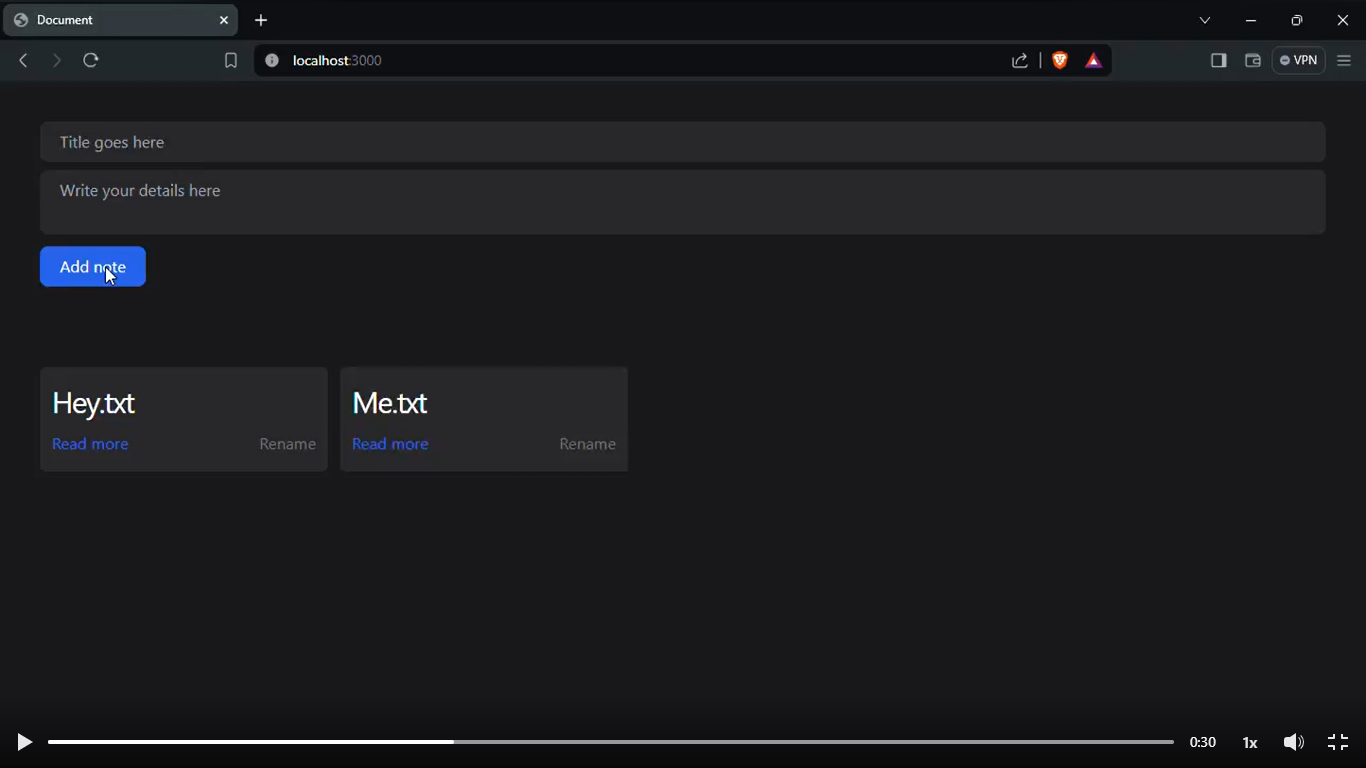 Document
localhost:3000
VPN
Title goes here
Write your details here
Add note
Hey.txt
Me.txt
Read more
Rename
Read more
Rename
0:30
1x